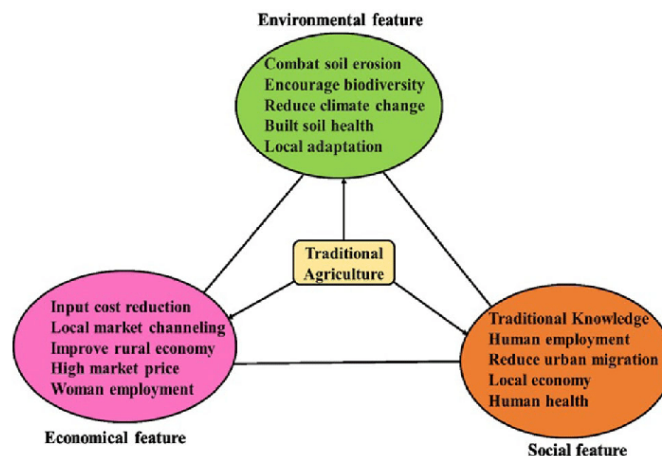 Environmental feature
Combat soil erosion
Encourage biodiversity
Reduce climate change
Built soil health
Local adaptation
Traditional
Agriculture
Input cost reduction
Local market channeling
Improve rural economy
High market price
Woman employment
Economical feature
Traditional Knowledge
Human employment
Reduce urban migration
Local economy
Human health
Social feature